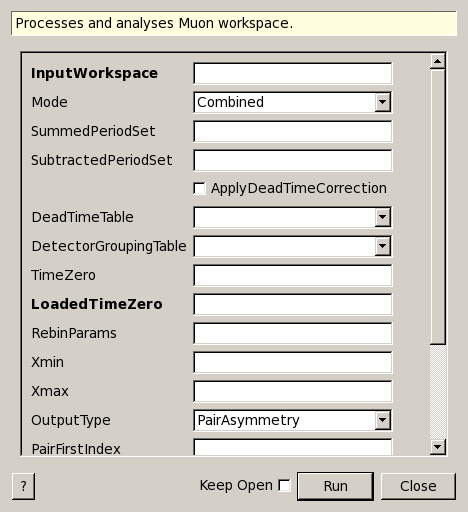 Processes and analyses Muon workspace.
InputWorkspace
Mode Combined
SummedPeriodSet
SubtractedPeriodSet
ApplyDeadTimeCorrection
DeadTimeTable
DetectorGroupingTable
TimeZero
LoadedTimeZero
RebinParams
Xmin
Xmax
OutputType PairAsymmetry
PairFirstIndex
? Keep Open Run Close